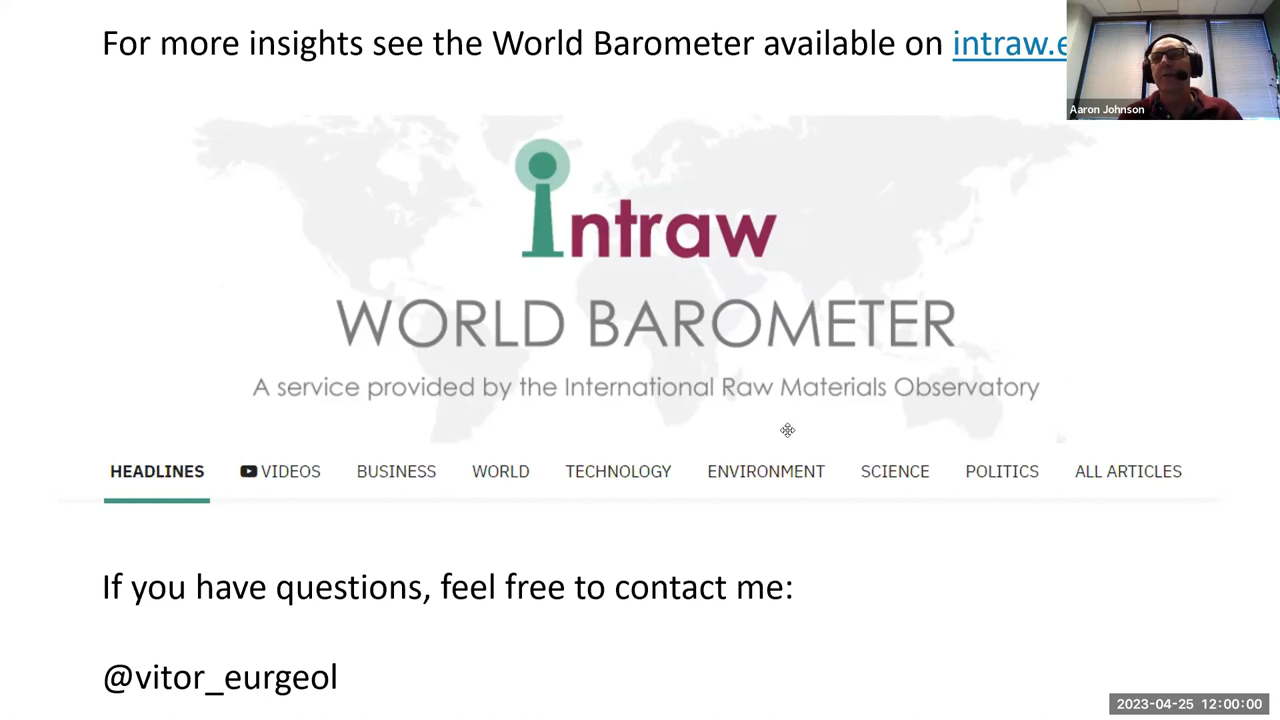 For more insights see the World Barometer available on intraw.e
Aaron Johnson
intraw
WORLD BAROMETER
A service provided by the International Raw Materials Observatory
HEADLINES VIDEOS BUSINESS WORLD TECHNOLOGY ENVIRONMENT SCIENCE POLITICS ALL ARTICLES
If you have questions, feel free to contact me:
@vitor_eurgeol
2023-04-25 12:00:00